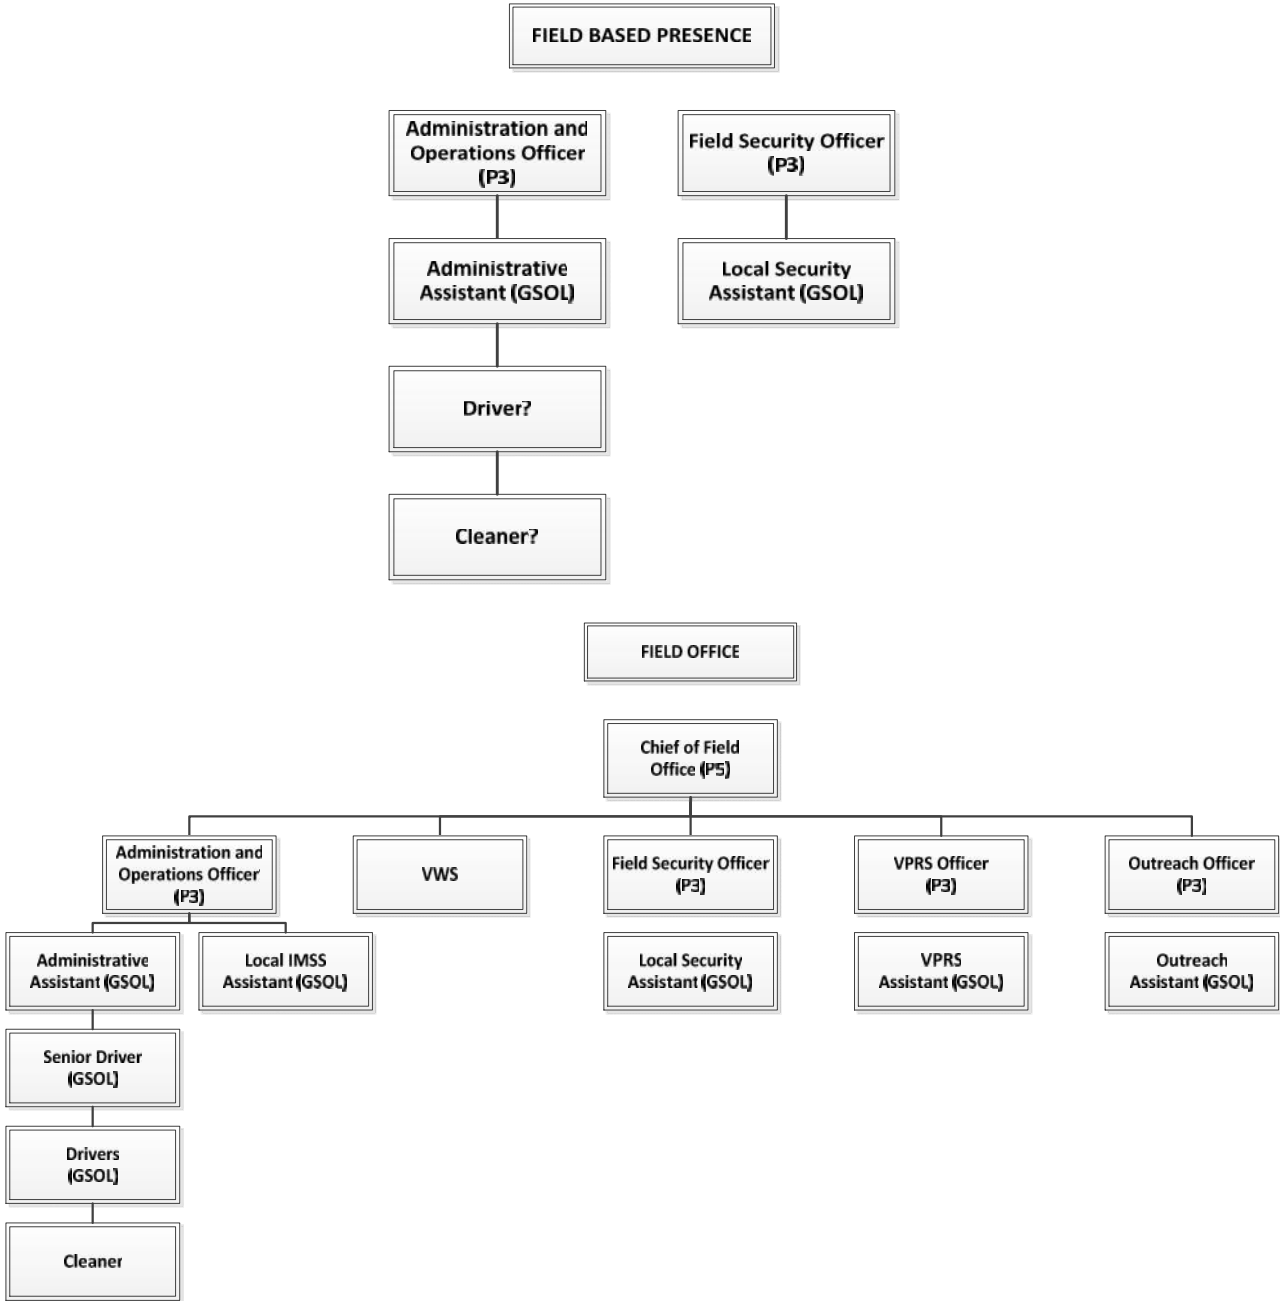 FIELD BASED PRESENCE
Administration and
Operations Officer
(P3)
Field Security Officer
(P3)
Administrative
Assistant (GSOL)
Local Security
Assistant (GSOL)
Driver?
Cleaner?
FIELD OFFICE
Chief of Field
Office (P5)
Administration and
Operations Officer
(P3)
VWS
Field Security Officer
(P3)
VPRS Officer
(P3)
Outreach Officer
(P3)
Administrative
Assistant (GSOL)
Local IMSS
Assistant (GSOL)
Local Security
Assistant (GSOL)
VPRS
Assistant (GSOL)
Outreach
Assistant (GSOL)
Senior Driver
(GSOL)
Drivers
(GSOL)
Cleaner